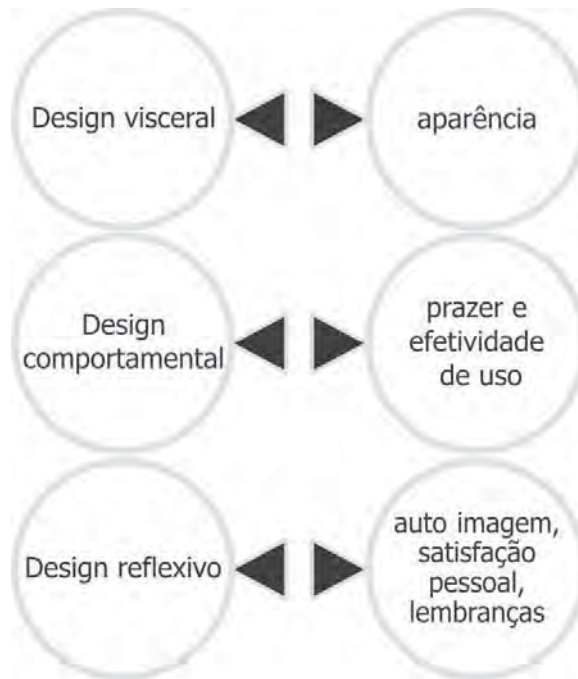 Design visceral
aparência
Design
comportamental
prazer e
efetividade
de uso
Design reflexivo
auto imagem,
satisfação
pessoal,
lembranças